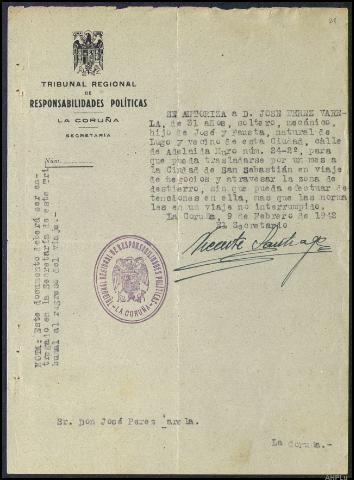 TRIBUNAL REGIONAL
DE
RESPONSABILIDADES POLÍTICAS
LA CORUÑA
SECRETARIA
Núm.
SE AUTORIZA a D. JOSE PEREZ VARE-
LA, de 31 años, soltero, mecánico,
hijo de José y Fausta, natural de
Lugo y vecino de esta Ciudad, calle
de Adelaida Muro núm. 24-2º, para
que pueda trasladarse por un mes a
la Ciudad de San Sebastián en viaje
de negocios y atravesar la zona de
destierro, sin que pueda efectuar de-
tenciones en ella, mas que las norma
les en un viaje no interrumpido.
La Coruña, 9 de Febrero de 1942
El Secretario
Vicente Santiago
NOTA: Este documento deberá ser en-
tregado en la Secretaría de este Tri
bunal al regreso del viaje.
TRIBUNAL REGIONAL DE RESPONSABILIDADES POLITICAS
LA CORUÑA
Sr. Don José Perez Varela.
La Coruña.-
AHPLu